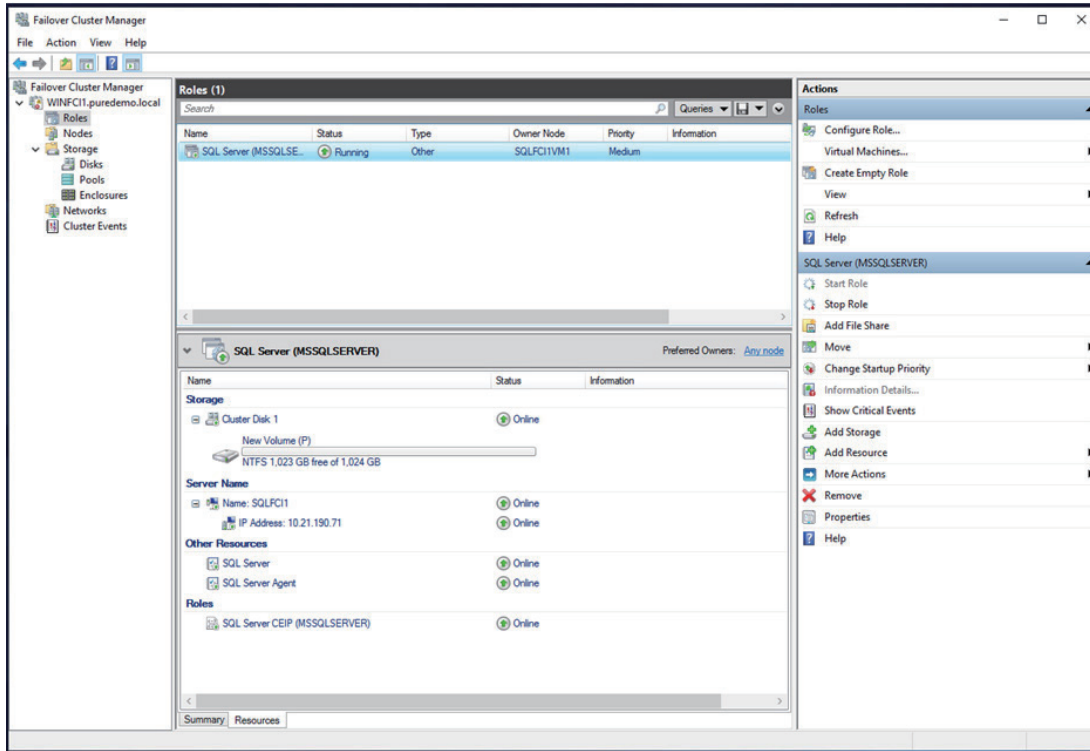 Failover Cluster Manager
File Action View Help
Failover Cluster Manager
WINFCI1.puredemo.local
Roles
Nodes
Storage
Disks
Pools
Enclosures
Networks
Cluster Events
Roles (1)
Search
Queries
Name Status Type Owner Node Priority Information
SQL Server (MSSQLSE... Running Other SQLFCI1VM1 Medium
SQL Server (MSSQLSERVER) Preferred Owners: Any node
Name Status Information
Storage
Cluster Disk 1 Online
New Volume (P)
NTFS 1,023 GB free of 1,024 GB
Server Name
Name: SQLFCI1 Online
IP Address: 10.21.190.71 Online
Other Resources
SQL Server Online
SQL Server Agent Online
Roles
SQL Server CEIP (MSSQLSERVER) Online
Summary Resources
Actions
Roles
Configure Role...
Virtual Machines...
Create Empty Role
View
Refresh
Help
SQL Server (MSSQLSERVER)
Start Role
Stop Role
Add File Share
Move
Change Startup Priority
Information Details...
Show Critical Events
Add Storage
Add Resource
More Actions
Remove
Properties
Help